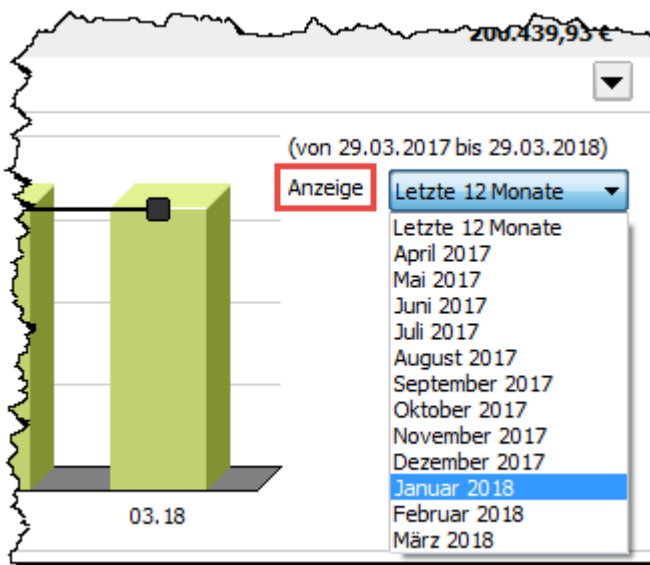 200.439,93 €
(von 29.03.2017 bis 29.03.2018)
Anzeige Letzte 12 Monate
Letzte 12 Monate
April 2017
Mai 2017
Juni 2017
Juli 2017
August 2017
September 2017
Oktober 2017
November 2017
Dezember 2017
Januar 2018
Februar 2018
März 2018
03.18